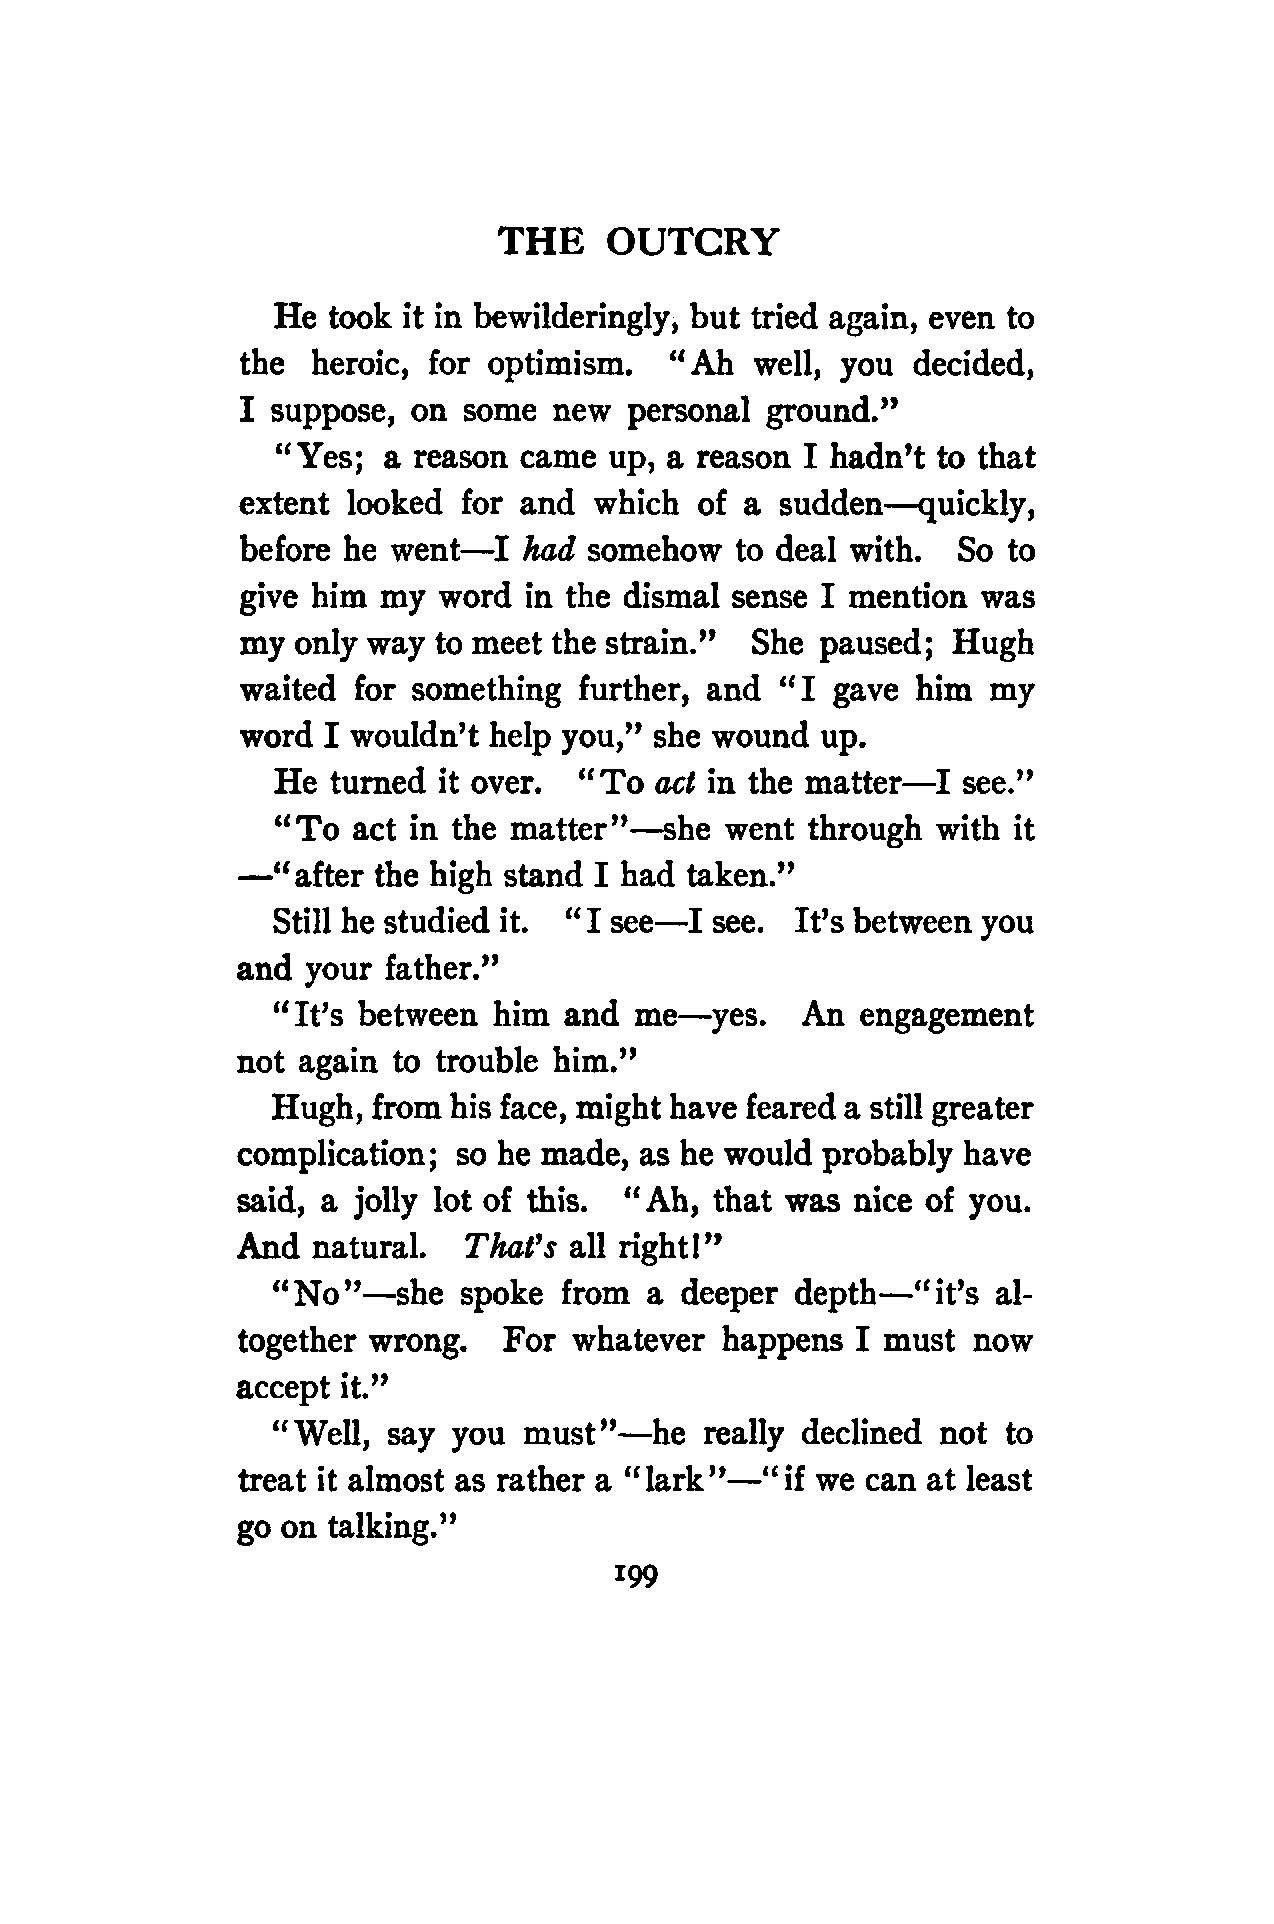 THE OUTCRY
He took it in bewilderingly, but tried again, even to
the heroic, for optimism. "Ah well, you decided,
I suppose, on some new personal ground."
"Yes; a reason came up, a reason I hadn't to that
extent looked for and which of a sudden—quickly,
before he went—I had somehow to deal with. So to
give him my word in the dismal sense I mention was
my only way to meet the strain." She paused; Hugh
waited for something further, and "I gave him my
word I wouldn't help you," she wound up.
He turned it over. "To act in the matter—I see."
"To act in the matter"—she went through with it
—"after the high stand I had taken."
Still he studied it. "I see—I see. It's between you
and your father."
"It's between him and me—yes. An engagement
not again to trouble him."
Hugh, from his face, might have feared a still greater
complication; so he made, as he would probably have
said, a jolly lot of this. "Ah, that was nice of you.
And natural. That's all right!"
"No"—she spoke from a deeper depth—"it's al-
together wrong. For whatever happens I must now
accept it."
"Well, say you must"—he really declined not to
treat it almost as rather a "lark"—"if we can at least
go on talking."
199